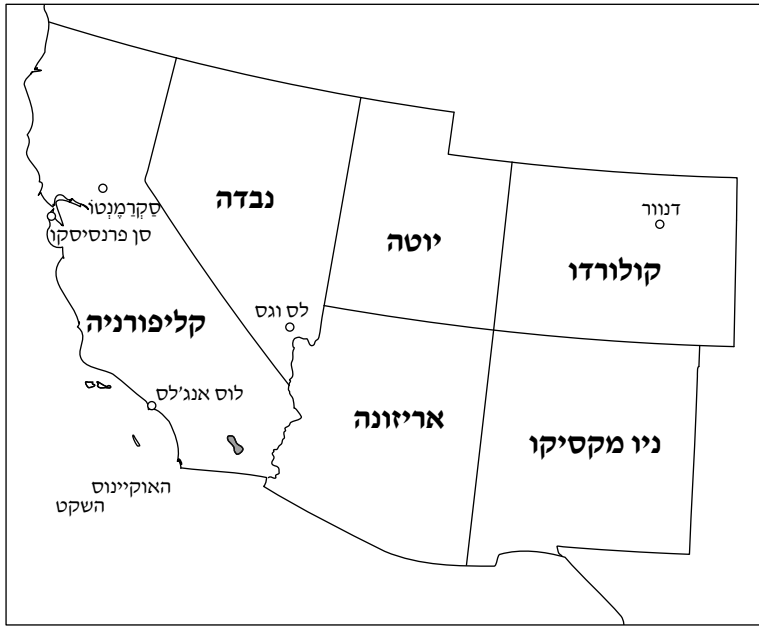 נבדה
דנוור
סַקְרַמֶנְטוֹ
סן פרנסיסקו
יוטה
קולורדו
לס וגס
קליפורניה
לוס אנג'לס
אריזונה
ניו מקסיקו
האוקיינוס
השקט